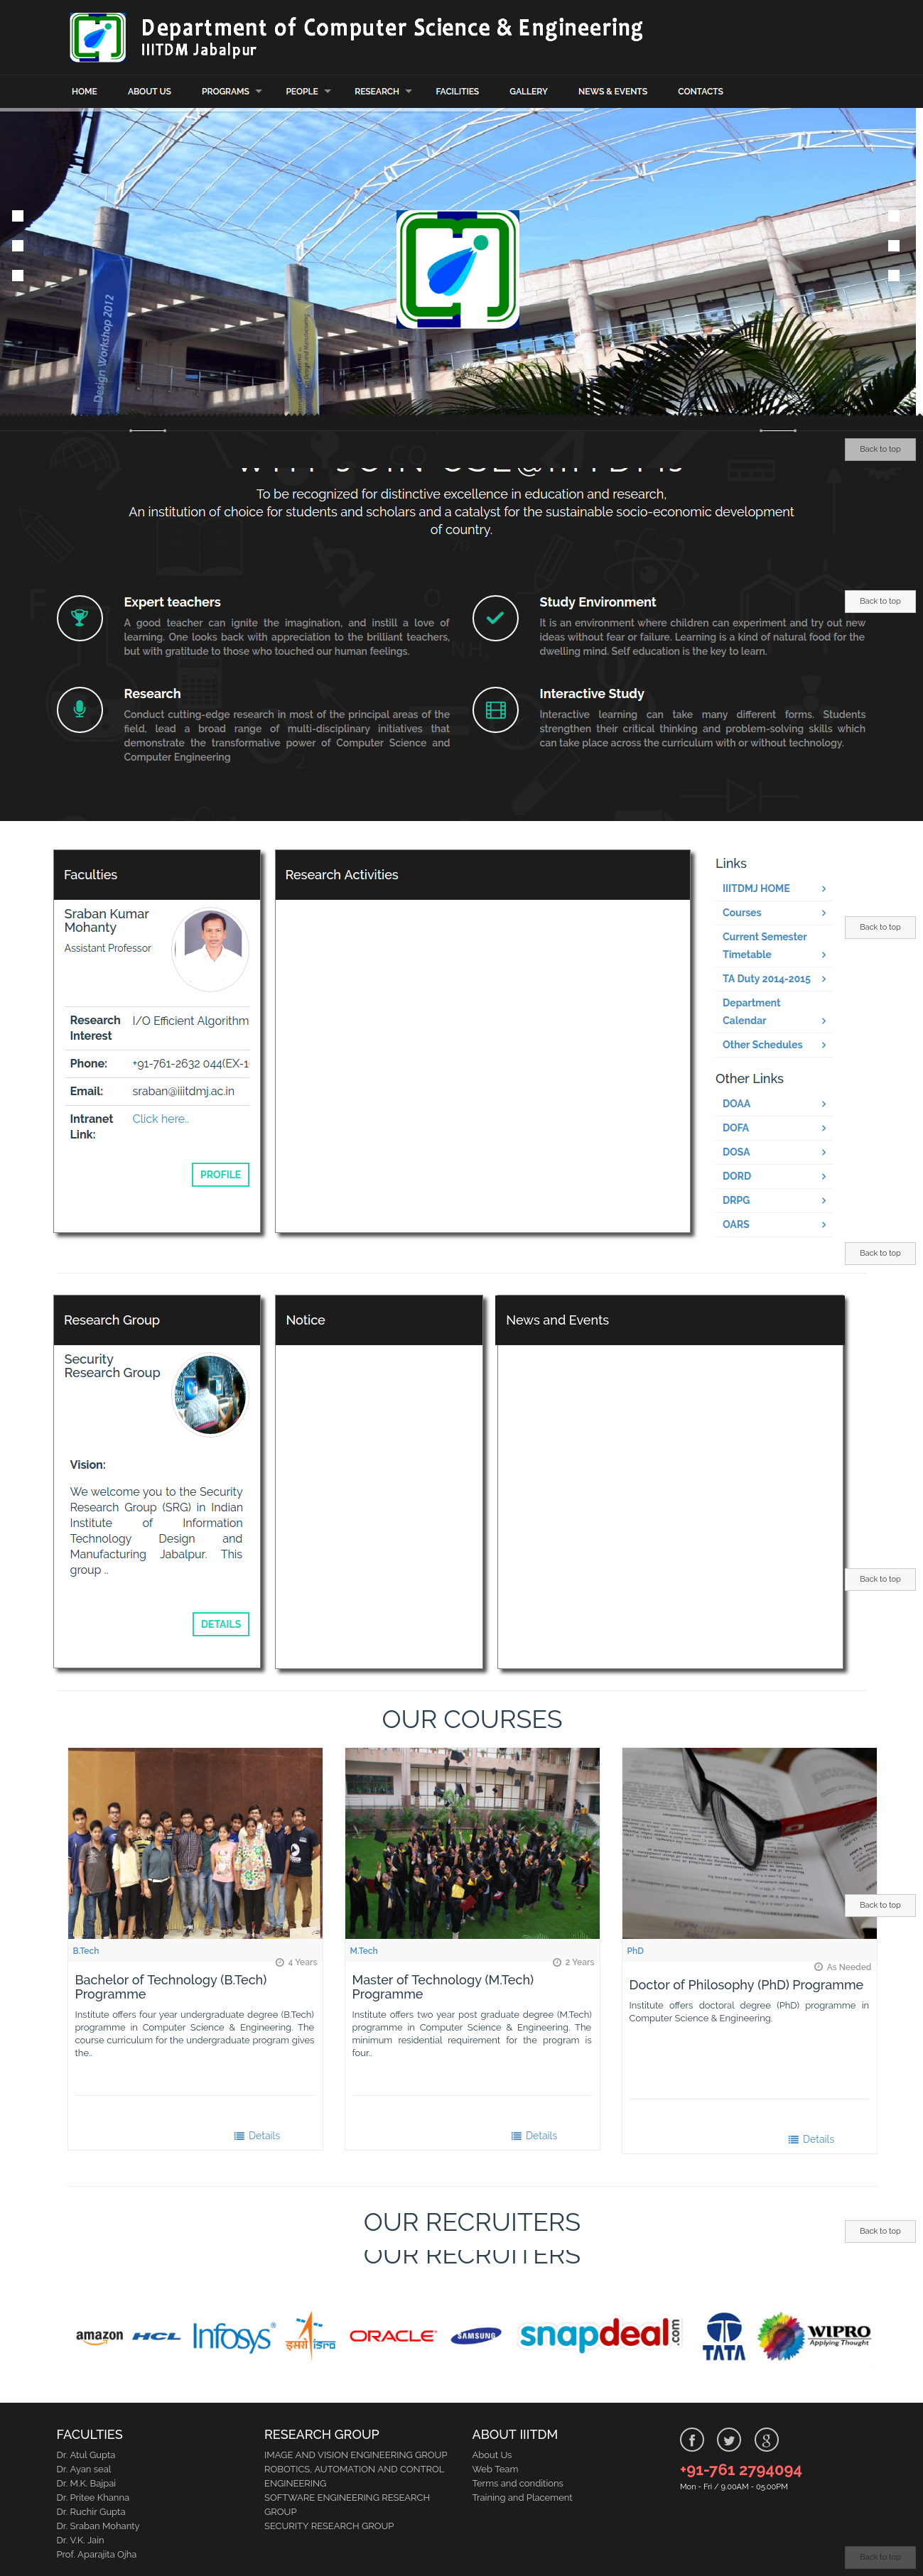 Department of Computer Science & Engineering
IIITDM Jabalpur
HOME
ABOUT US
PROGRAMS
PEOPLE
RESEARCH
FACILITIES
GALLERY
NEWS & EVENTS
CONTACTS
Design Workshop 2012
Back to top
To be recognized for distinctive excellence in education and research,
An institution of choice for students and scholars and a catalyst for the sustainable socio-economic development
of country.
Back to top
Expert teachers
A good teacher can ignite the imagination, and instill a love of
learning. One looks back with appreciation to the brilliant teachers,
but with gratitude to those who touched our human feelings.
Study Environment
It is an environment where children can experiment and try out new
ideas without fear or failure. Learning is a kind of natural food for the
dwelling mind. Self education is the key to learn.
Research
Conduct cutting-edge research in most of the principal areas of the
field, lead a broad range of multi-disciplinary initiatives that
demonstrate the transformative power of Computer Science and
Computer Engineering
Interactive Study
Interactive learning can take many different forms. Students
strengthen their critical thinking and problem-solving skills which
can take place across the curriculum with or without technology.
Faculties
Sraban Kumar
Mohanty
Assistant Professor
Research
Interest
I/O Efficient Algorithm
Phone:
+91-761-2632 044(EX-1
Email:
sraban@iiitdmj.ac.in
Intranet
Link:
Click here..
PROFILE
Research Activities
Links
IIITDMJ HOME
Courses
Back to top
Current Semester
Timetable
TA Duty 2014-2015
Department
Calendar
Other Schedules
Other Links
DOAA
DOFA
DOSA
DORD
DRPG
OARS
Back to top
Research Group
Security
Research Group
Vision:
We welcome you to the Security
Research Group (SRG) in Indian
Institute of Information
Technology Design and
Manufacturing Jabalpur. This
group ..
DETAILS
Notice
News and Events
Back to top
OUR COURSES
B.Tech
4 Years
Bachelor of Technology (B.Tech)
Programme
Institute offers four year undergraduate degree (B.Tech)
programme in Computer Science & Engineering. The
course curriculum for the undergraduate program gives
the..
Details
M.Tech
2 Years
Master of Technology (M.Tech)
Programme
Institute offers two year post graduate degree (M.Tech)
programme in Computer Science & Engineering. The
minimum residential requirement for the program is
four..
Details
Back to top
PhD
As Needed
Doctor of Philosophy (PhD) Programme
Institute offers doctoral degree (PhD) programme in
Computer Science & Engineering.
Details
OUR RECRUITERS
Back to top
OUR RECRUITERS
amazon
HCL
Infosys
इसरो isro
ORACLE
SAMSUNG
snapdeal.com
TATA
WIPRO
Applying Thought
FACULTIES
Dr. Atul Gupta
Dr. Ayan seal
Dr. M.K. Bajpai
Dr. Pritee Khanna
Dr. Ruchir Gupta
Dr. Sraban Mohanty
Dr. V.K. Jain
Prof. Aparajita Ojha
RESEARCH GROUP
IMAGE AND VISION ENGINEERING GROUP
ROBOTICS, AUTOMATION AND CONTROL
ENGINEERING
SOFTWARE ENGINEERING RESEARCH
GROUP
SECURITY RESEARCH GROUP
ABOUT IIITDM
About Us
Web Team
Terms and conditions
Training and Placement
+91-761 2794094
Mon - Fri / 9.00AM - 05.00PM
Back to top